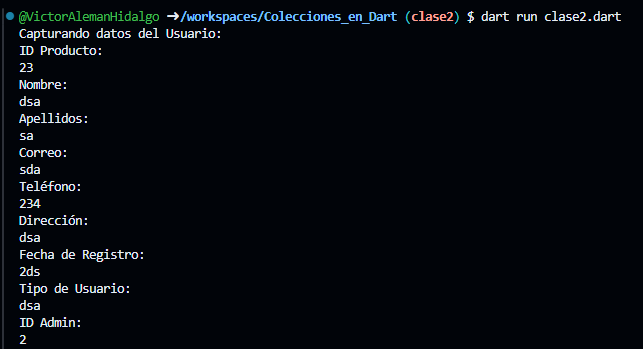 @VictorAlemanHidalgo ➜/workspaces/Colecciones_en_Dart (clase2) $ dart run clase2.dart
Capturando datos del Usuario:
ID Producto:
23
Nombre:
dsa
Apellidos:
sa
Correo:
sda
Teléfono:
234
Dirección:
dsa
Fecha de Registro:
2ds
Tipo de Usuario:
dsa
ID Admin:
2